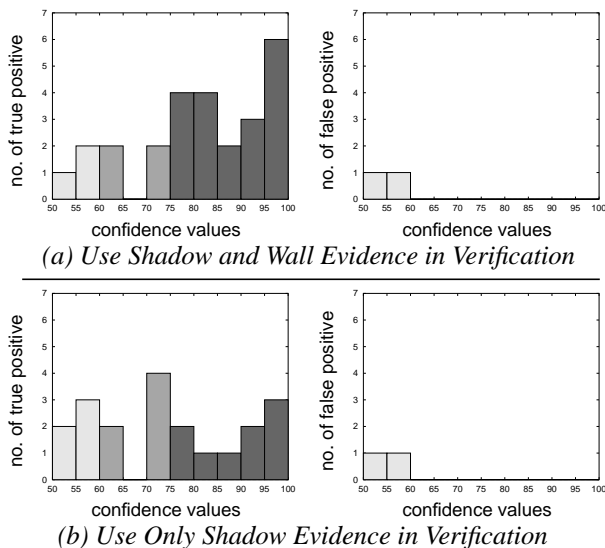 no. of true positive
7
6
5
4
3
2
1
0
50 55 60 65 70 75 80 85 90 95 100
confidence values
no. of false positive
7
6
5
4
3
2
1
0
50 55 60 65 70 75 80 85 90 95 100
confidence values
(a) Use Shadow and Wall Evidence in Verification
no. of true positive
7
6
5
4
3
2
1
0
50 55 60 65 70 75 80 85 90 95 100
confidence values
no. of false positive
7
6
5
4
3
2
1
0
50 55 60 65 70 75 80 85 90 95 100
confidence values
(b) Use Only Shadow Evidence in Verification